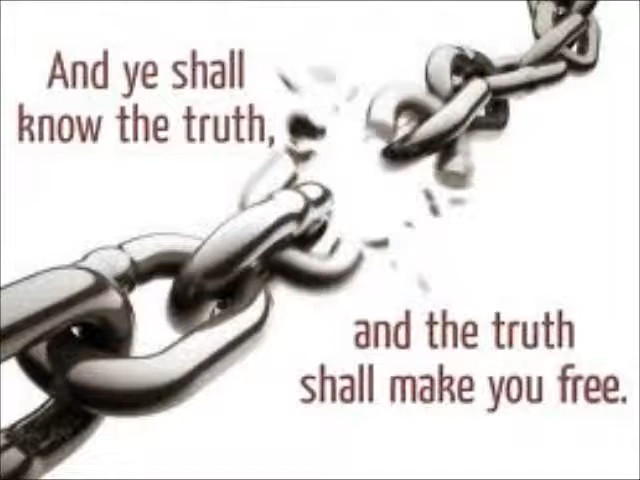 And ye shall
know the truth,
and the truth
shall make you free.